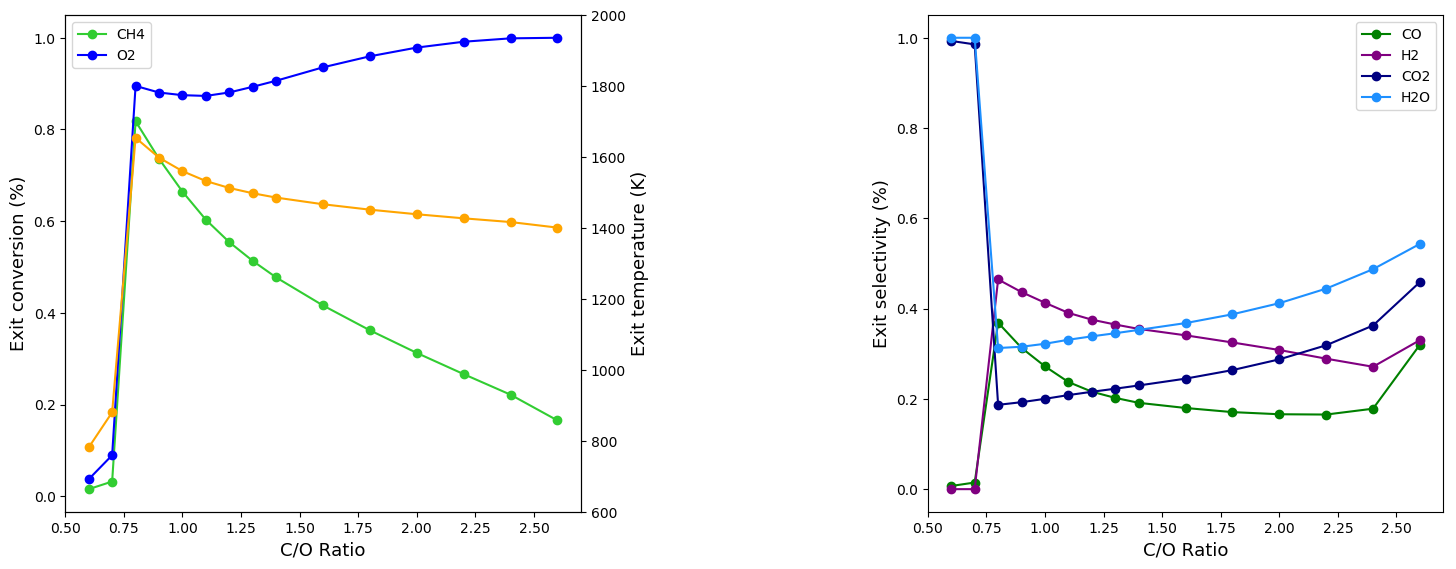 CH4
O2
1.0
0.8
0.6
0.4
0.2
0.0
Exit conversion (%)
2000
1800
1600
1400
1200
1000
800
600
Exit temperature (K)
0.50 0.75 1.00 1.25 1.50 1.75 2.00 2.25 2.50
C/O Ratio
CO
H2
CO2
H2O
1.0
0.8
0.6
0.4
0.2
0.0
Exit selectivity (%)
0.50 0.75 1.00 1.25 1.50 1.75 2.00 2.25 2.50
C/O Ratio